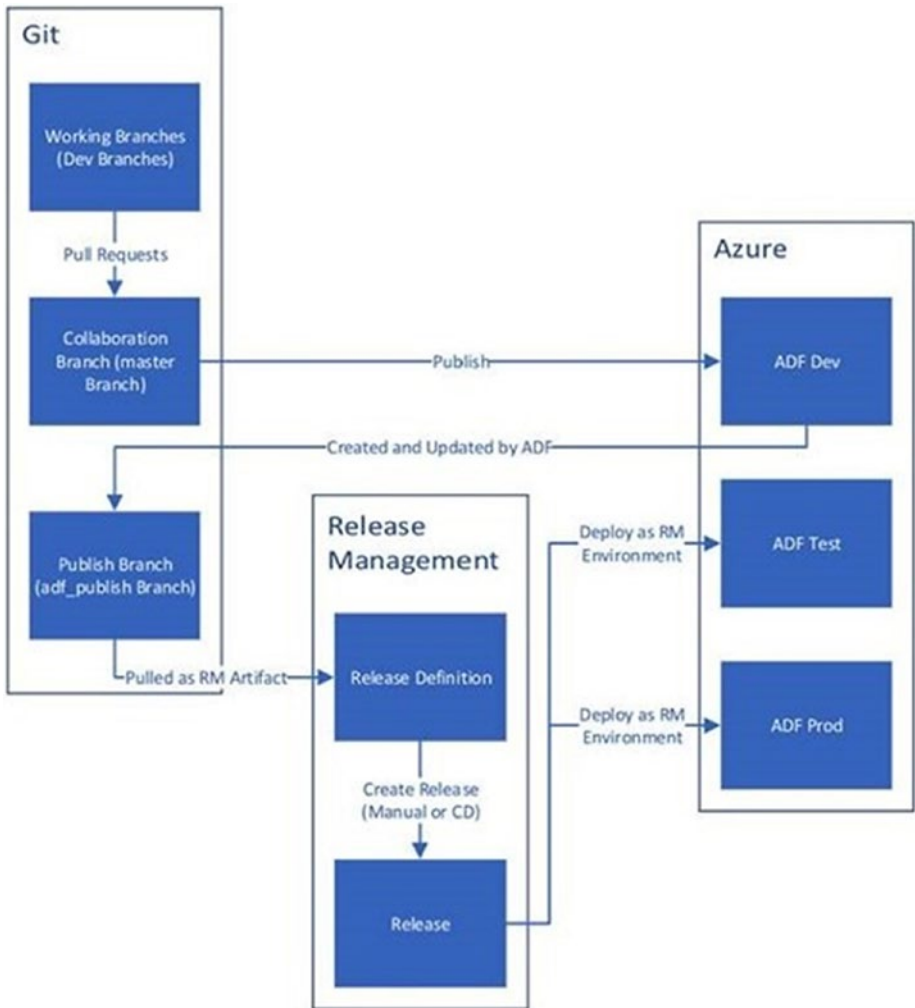 Git
Working Branches
(Dev Branches)
Pull Requests
Collaboration
Branch (master
Branch)
Publish
Azure
ADF Dev
Created and Updated by ADF
Publish Branch
(adf_publish Branch)
Pulled as RM Artifact
Release
Management
Release Definition
Create Release
(Manual or CD)
Release
Deploy as RM
Environment
ADF Test
Deploy as RM
Environment
ADF Prod